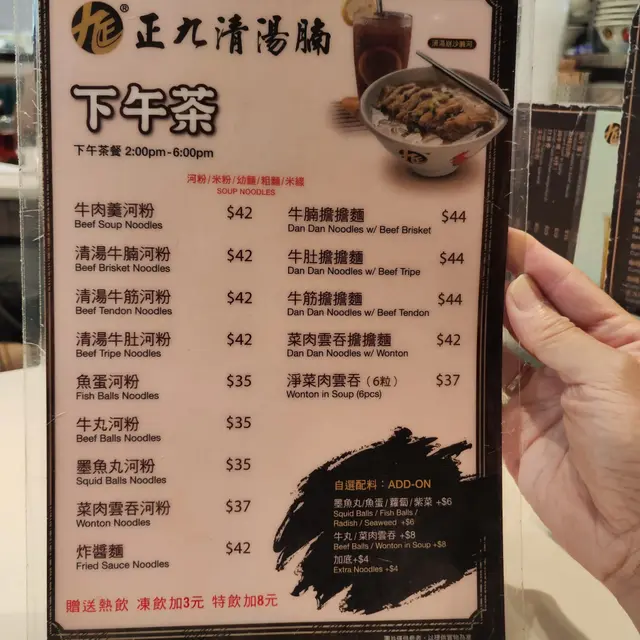 正九清湯腩
®
清湯崩沙腩河
下午茶
下午茶餐 2:00pm-6:00pm
河粉/米粉/幼麵/粗麵/米線
SOUP NOODLES
牛肉羹河粉 $42
Beef Soup Noodles
清湯牛腩河粉 $42
Beef Brisket Noodles
清湯牛筋河粉 $42
Beef Tendon Noodles
清湯牛肚河粉 $42
Beef Tripe Noodles
魚蛋河粉 $35
Fish Balls Noodles
牛丸河粉 $35
Beef Balls Noodles
墨魚丸河粉 $35
Squid Balls Noodles
菜肉雲吞河粉 $37
Wonton Noodles
炸醬麵 $42
Fried Sauce Noodles
牛腩擔擔麵 $44
Dan Dan Noodles w/ Beef Brisket
牛肚擔擔麵 $44
Dan Dan Noodles w/ Beef Tripe
牛筋擔擔麵 $44
Dan Dan Noodles w/ Beef Tendon
菜肉雲吞擔擔麵 $42
Dan Dan Noodles w/ Wonton
淨菜肉雲吞（6粒） $37
Wonton in Soup (6pcs)
自選配料：ADD-ON
墨魚丸/魚蛋/蘿蔔/紫菜 +$6
Squid Balls / Fish Balls /
Radish / Seaweed +$6
牛丸/菜肉雲吞 +$8
Beef Balls / Wonton in Soup +$8
加底+$4
Extra Noodles +$4
贈送熱飲 凍飲加3元 特飲加8元